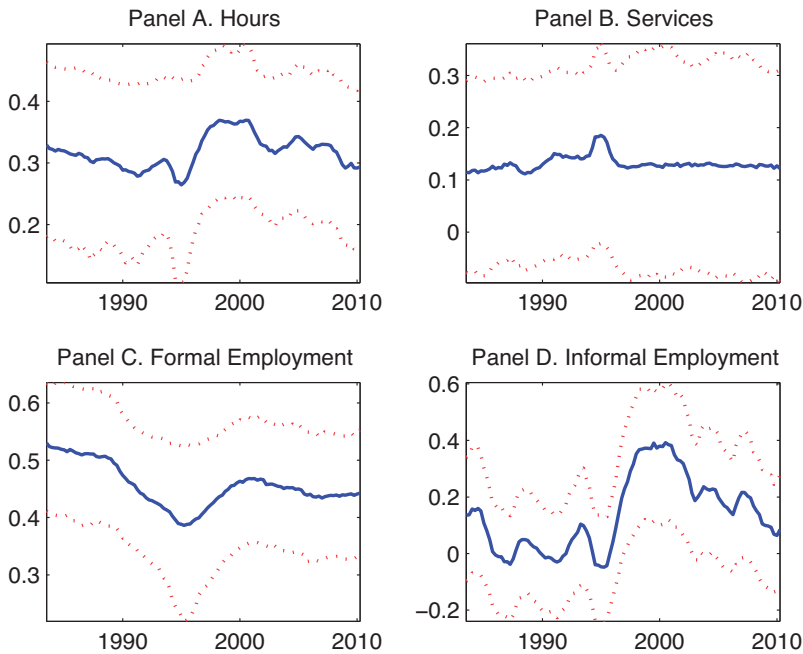 Panel A. Hours
0.4
0.3
0.2
1990 2000 2010
Panel B. Services
0.3
0.2
0.1
0
1990 2000 2010
Panel C. Formal Employment
0.6
0.5
0.4
0.3
1990 2000 2010
Panel D. Informal Employment
0.6
0.4
0.2
0
−0.2
1990 2000 2010